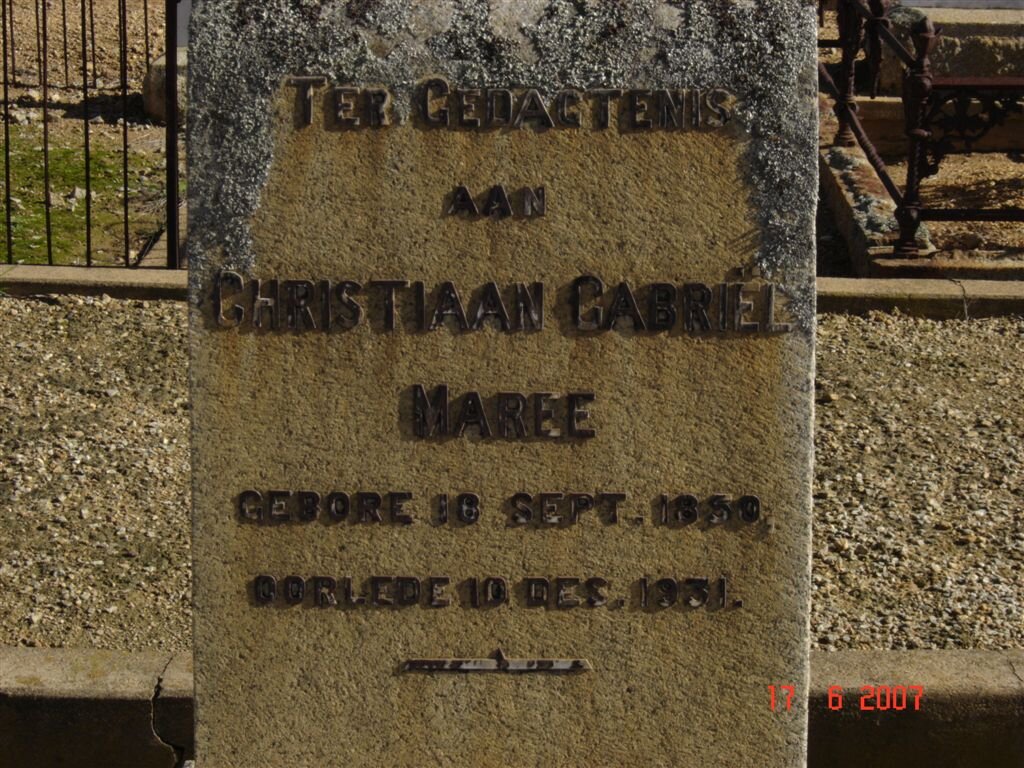 TER GEDACTENIS
AAN
CHRISTIAAN GABRIËL
MAREE
GEBORE 18 SEPT. 1850,
OORLEDE 10 DES. 1931.
17 6 2007